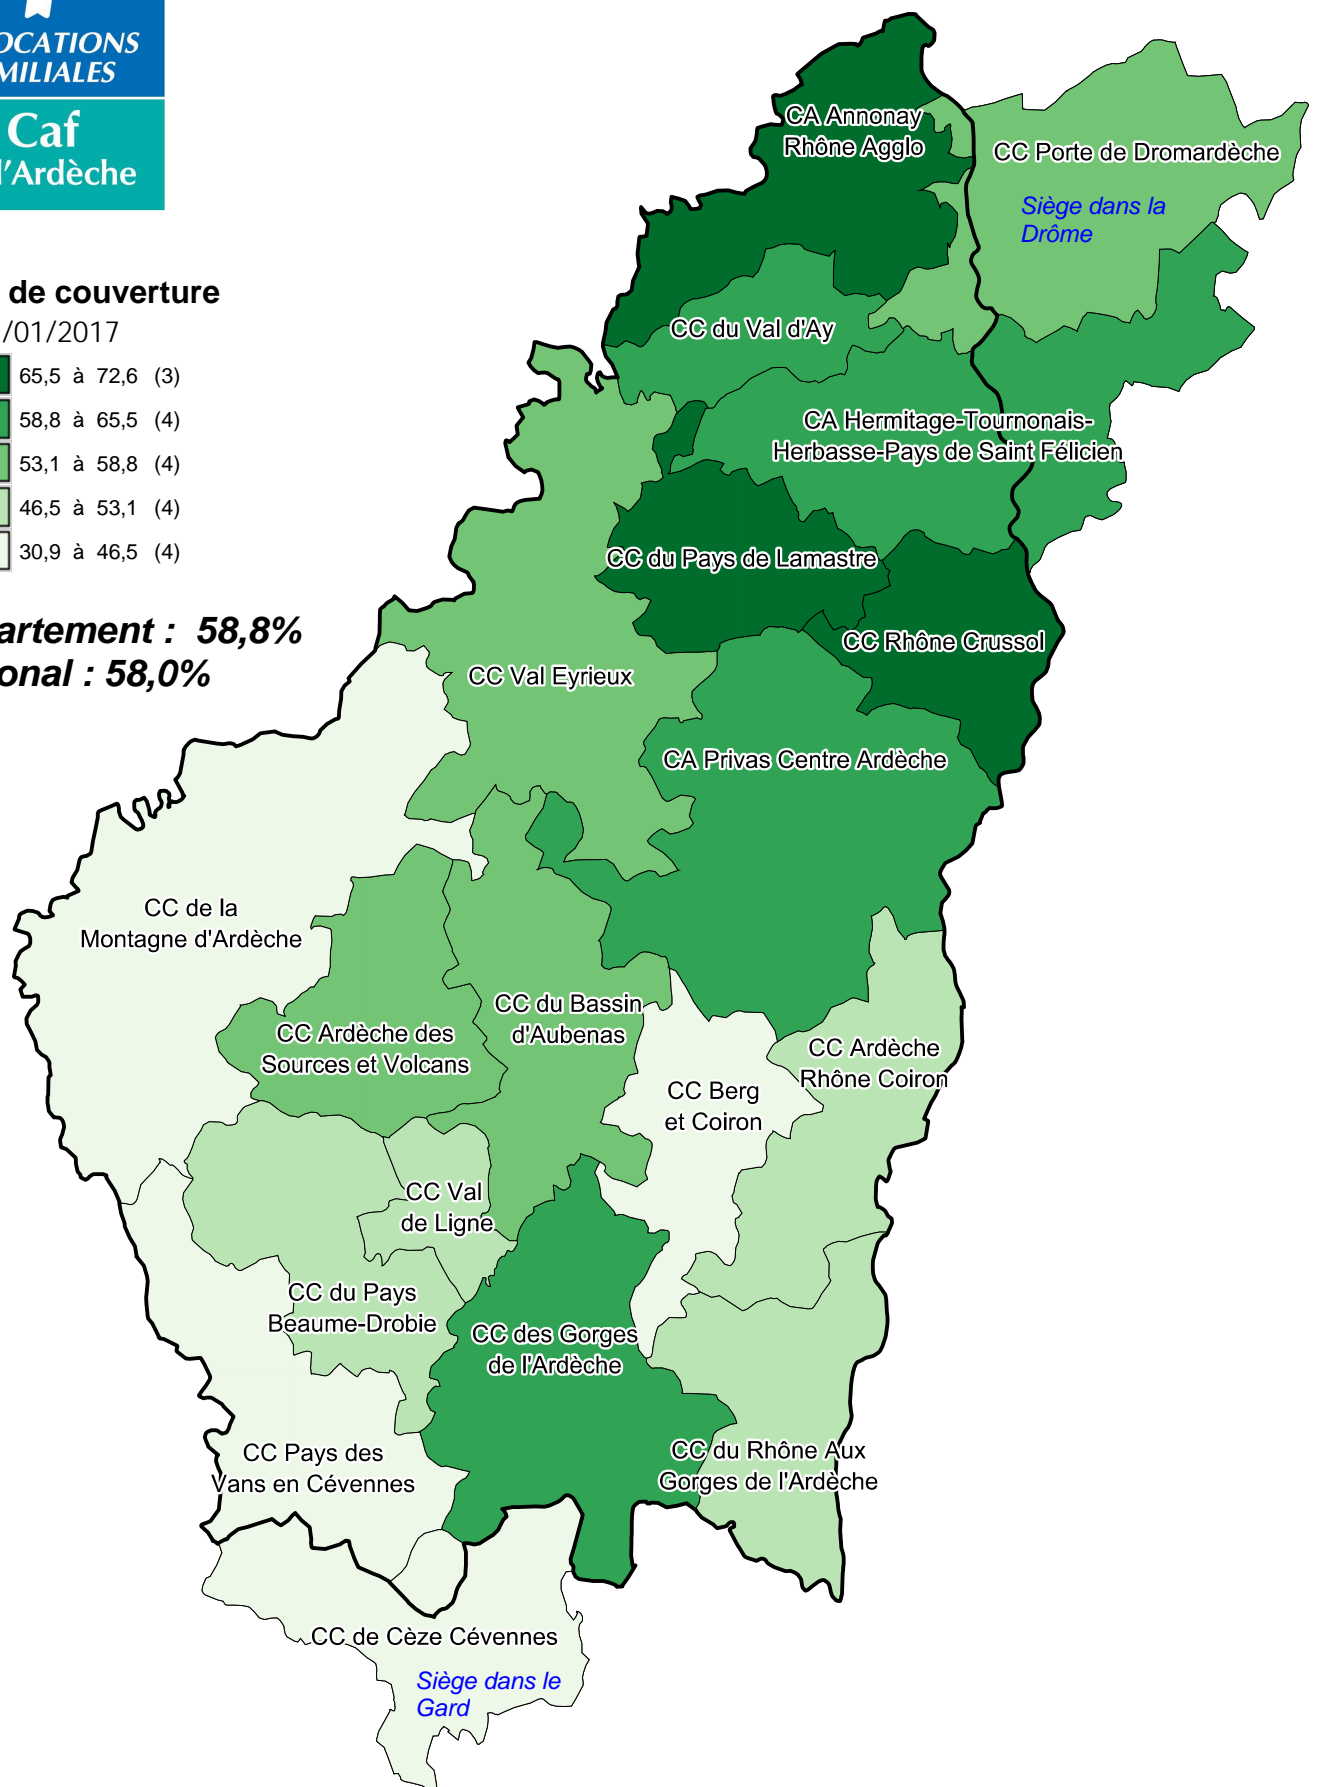 OCATIONS
MILIALES
Caf
l'Ardèche
de couverture
/01/2017
65,5 à 72,6 (3)
58,8 à 65,5 (4)
53,1 à 58,8 (4)
46,5 à 53,1 (4)
30,9 à 46,5 (4)
artement : 58,8%
onal : 58,0%
CA Annonay
Rhône Agglo
CC Porte de Dromardèche
Siège dans la
Drôme
CC du Val d'Ay
CA Hermitage-Tournonais-
Herbasse-Pays de Saint Félicien
CC du Pays de Lamastre
CC Rhône Crussol
CC Val Eyrieux
CA Privas Centre Ardèche
CC de la
Montagne d'Ardèche
CC du Bassin
d'Aubenas
CC Ardèche des
Sources et Volcans
CC Ardèche
Rhône Coiron
CC Berg
et Coiron
CC Val
de Ligne
CC du Pays
Beaume-Drobie
CC des Gorges
de l'Ardèche
CC Pays des
Vans en Cévennes
CC du Rhône Aux
Gorges de l'Ardèche
CC de Cèze Cévennes
Siège dans le
Gard